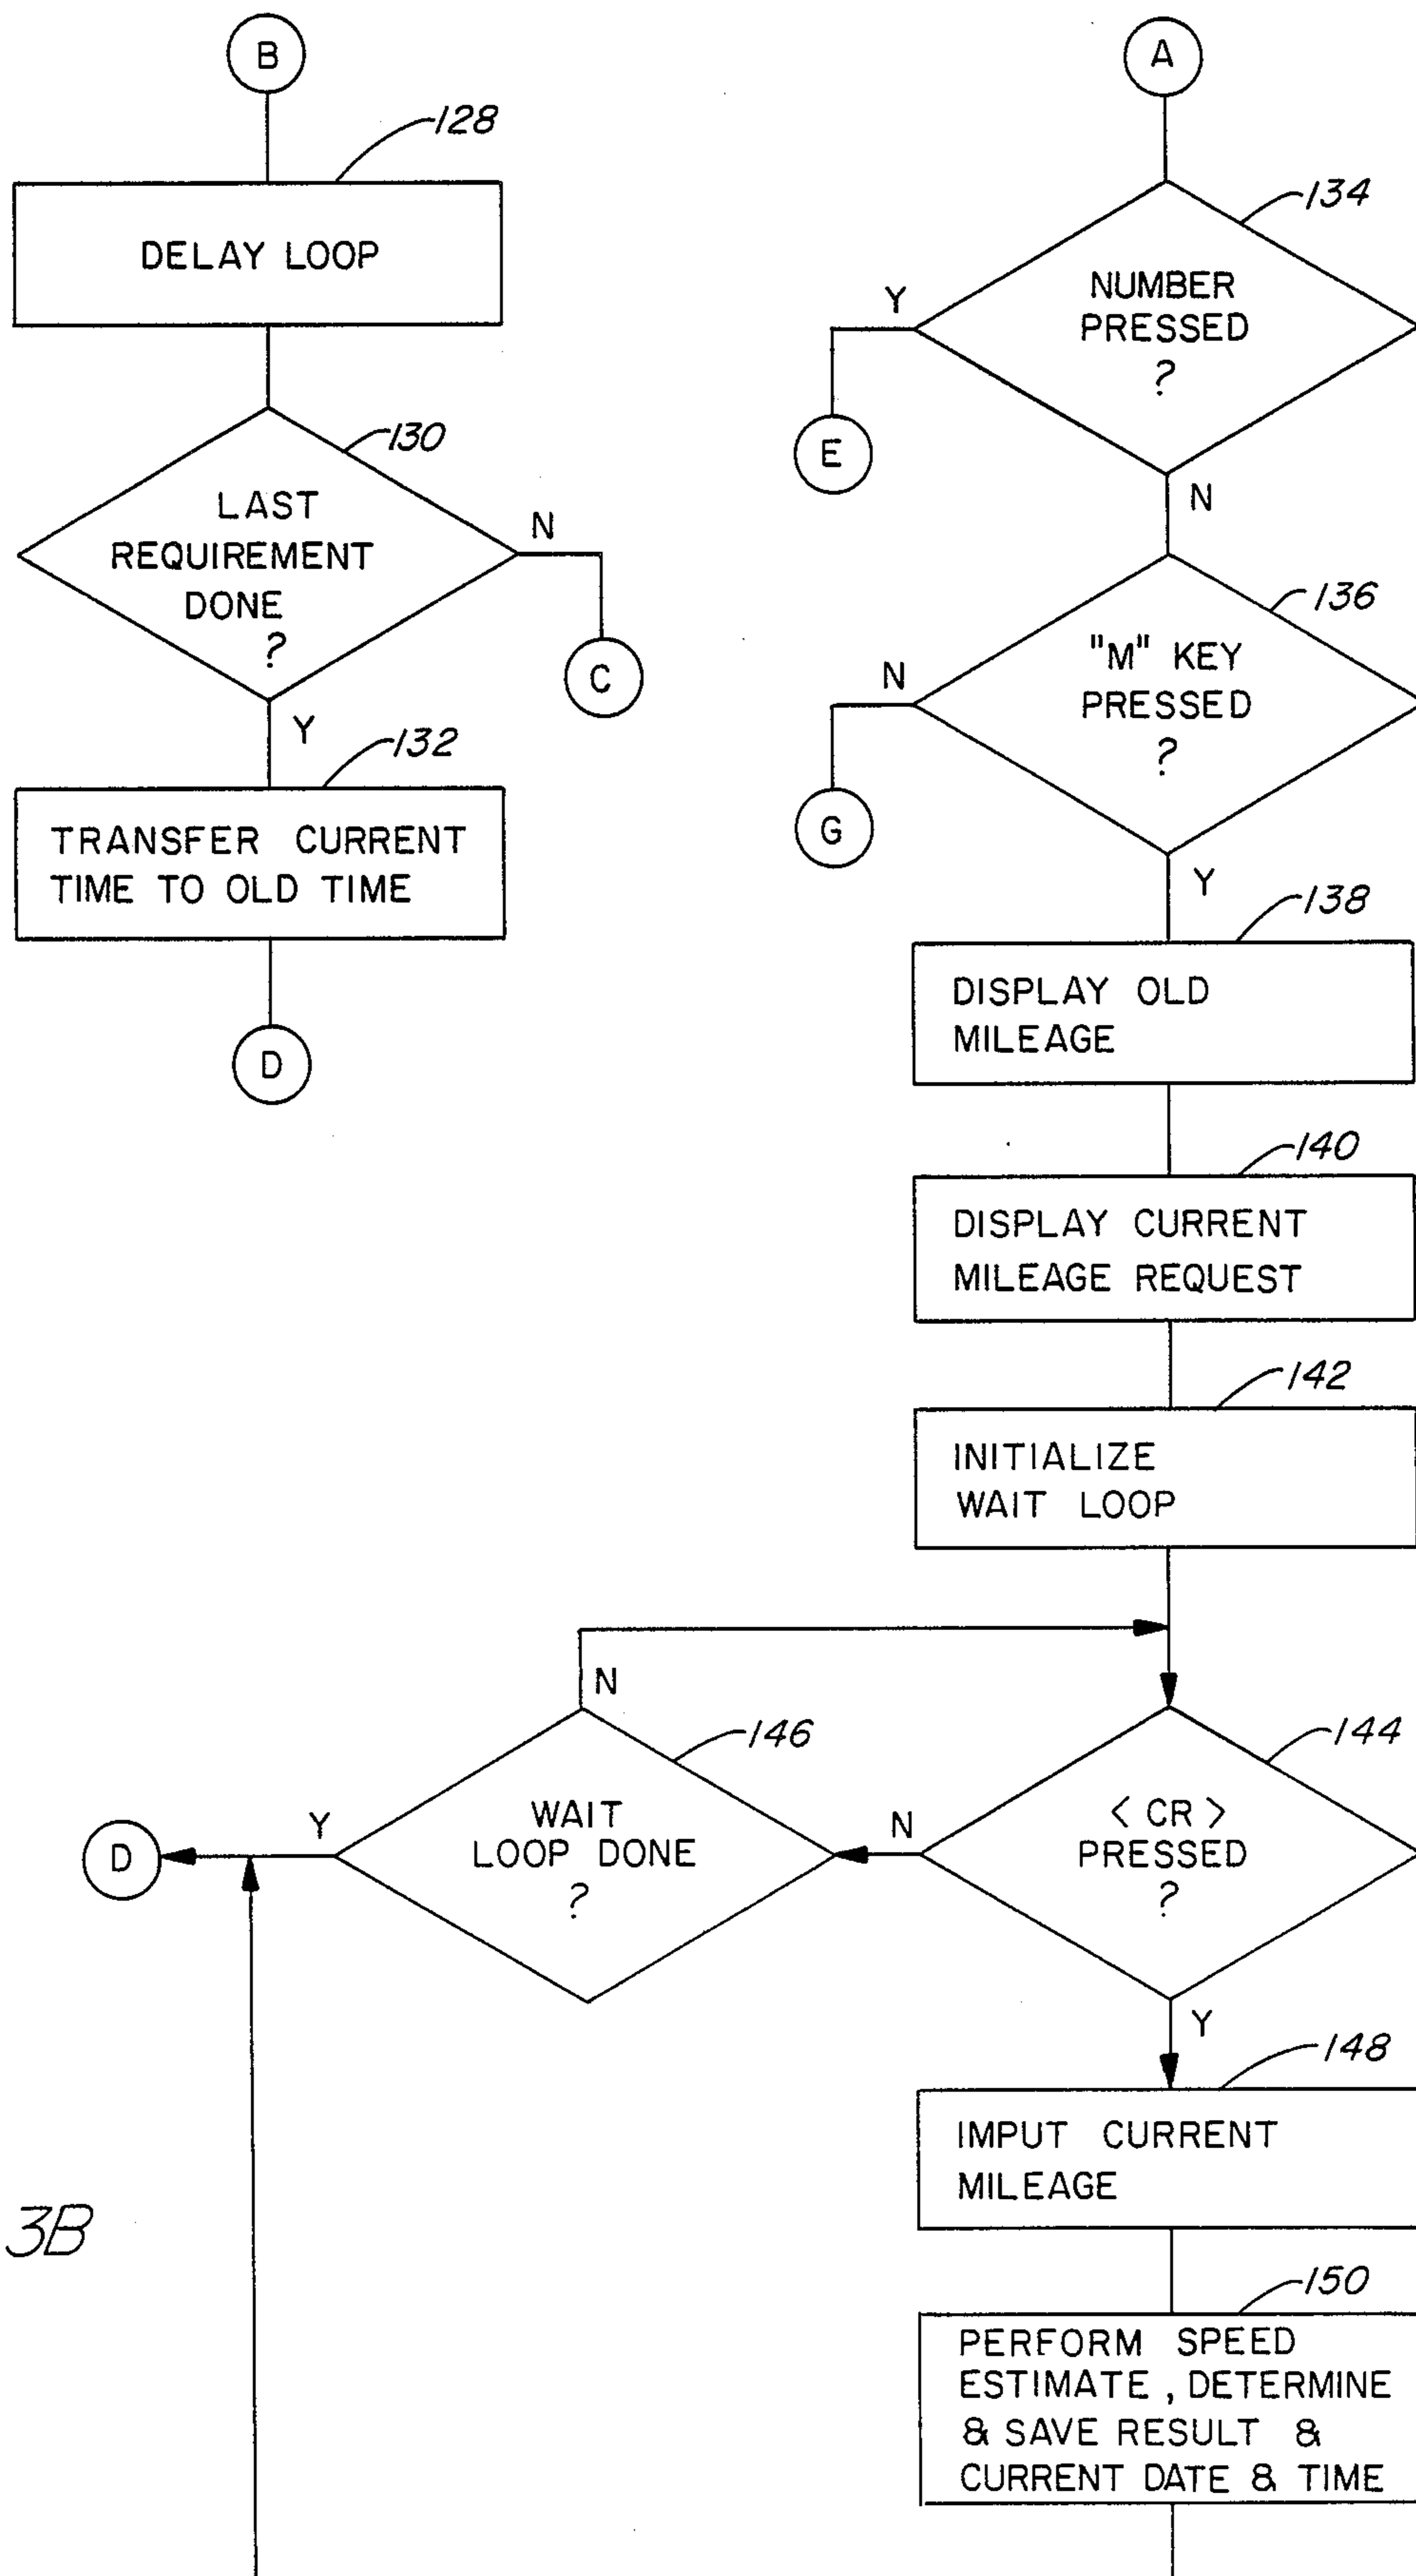 B
128
DELAY LOOP
130
LAST
REQUIREMENT
DONE
?
N
C
Y
132
TRANSFER CURRENT
TIME TO OLD TIME
D
A
134
NUMBER
PRESSED
?
Y
E
N
136
"M" KEY
PRESSED
?
N
G
Y
138
DISPLAY OLD
MILEAGE
140
DISPLAY CURRENT
MILEAGE REQUEST
142
INITIALIZE
WAIT LOOP
144
< CR >
PRESSED
?
N
146
WAIT
LOOP DONE
?
N
Y
D
Y
148
IMPUT CURRENT
MILEAGE
150
PERFORM SPEED
ESTIMATE , DETERMINE
& SAVE RESULT &
CURRENT DATE & TIME
3B